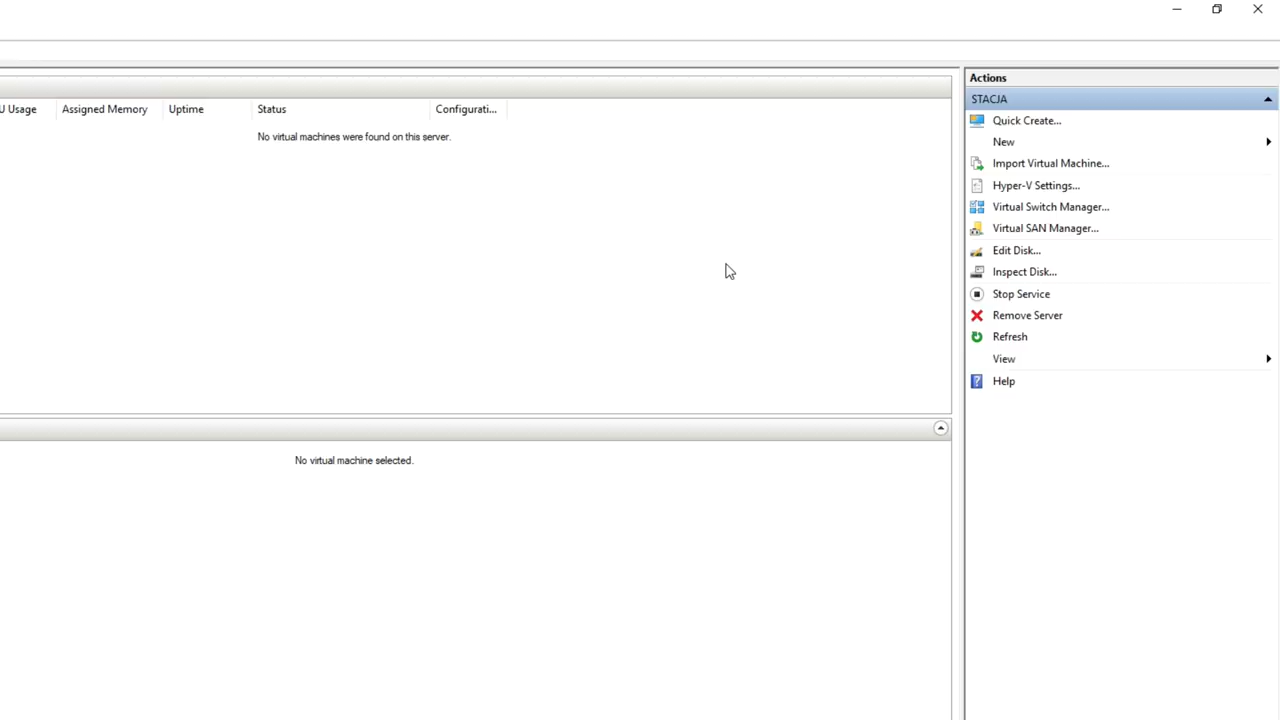 Actions
U Usage Assigned Memory Uptime Status Configurati...
STACJA
No virtual machines were found on this server.
Quick Create...
New
Import Virtual Machine...
Hyper-V Settings...
Virtual Switch Manager...
Virtual SAN Manager...
Edit Disk...
Inspect Disk...
Stop Service
Remove Server
Refresh
View
Help
No virtual machine selected.